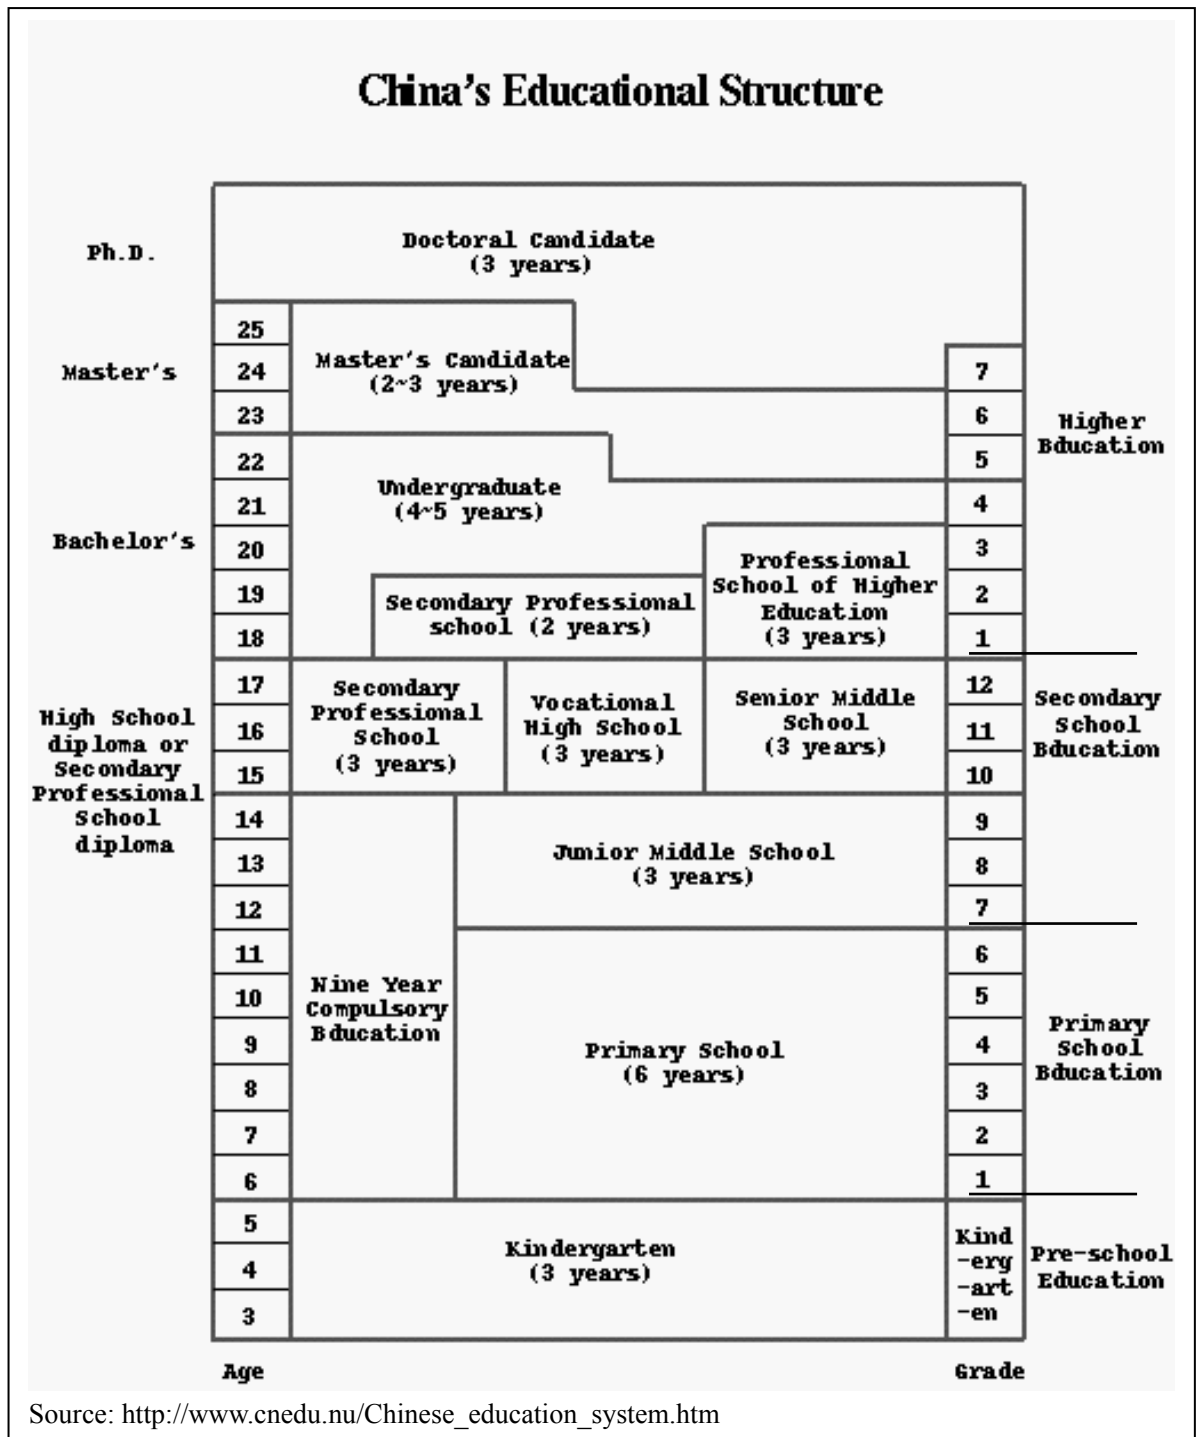 China's Educational Structure
Doctoral Candidate
(3 years)
Ph.D.
25
Master's Candidate
(2~3 years)
Master's
24
7
23
6
Higher
Bducation
22
5
Undergraduate
(4~5 years)
21
4
Bachelor's
20
3
Professional
School of Higher
Education
(3 years)
19
2
Secondary Professional
school (2 years)
18
1
17
12
Secondary
Professional
School
(3 years)
Vocational
High School
(3 years)
Senior Middle
School
(3 years)
Secondary
School
Bducation
High School
diploma or
Secondary
Professional
School
diploma
16
11
15
10
14
9
Junior Middle School
(3 years)
13
8
12
7
11
6
Nine Year
Compulsory
Bducation
10
5
9
4
Primary School
(6 years)
Primary
School
Bducation
8
3
7
2
6
1
5
Kindergarten
(3 years)
Kind
-erg
-art
-en
Pre-school
Education
4
3
Age
Grade
Source: http://www.cnedu.nu/Chinese_education_system.htm